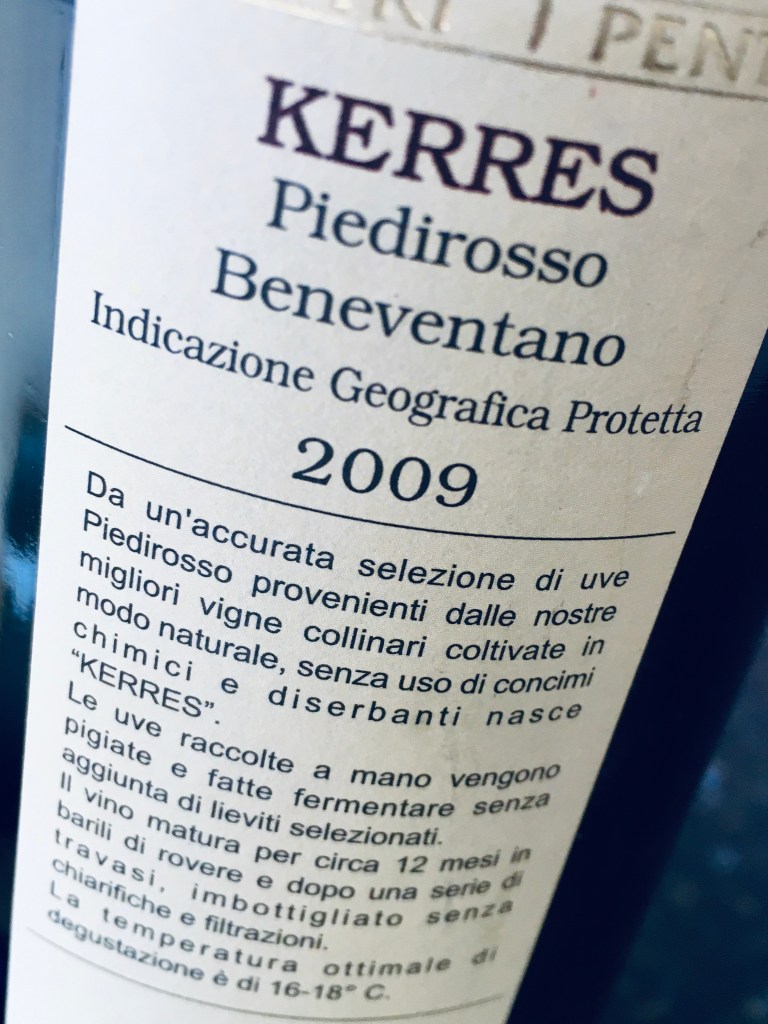 PENT
KERRES
Piedirosso
Beneventano
Indicazione Geografica Protetta
2009
Da un'accurata selezione di uve
Piedirosso provenienti dalle nostre
migliori vigne collinari coltivate in
modo naturale, senza uso di concimi
chimici e diserbanti nasce
“KERRES”.
Le uve raccolte a mano vengono
pigiate e fatte fermentare senza
aggiunta di lieviti selezionati.
Il vino matura per circa 12 mesi in
barili di rovere e dopo una serie di
travasi, imbottigliato senza
chiarifiche e filtrazioni.
La temperatura ottimale di
degustazione è di 16-18° C.